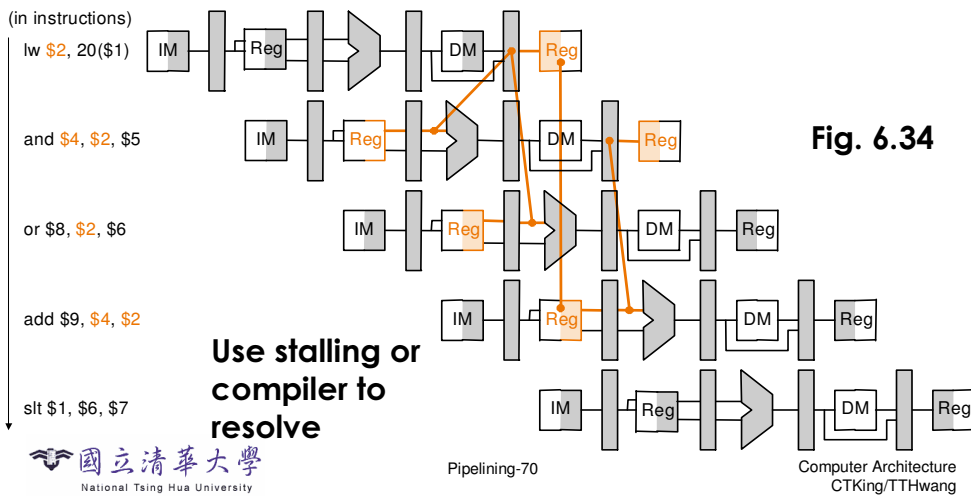 (in instructions)
lw $2, 20($1)
IM
Reg
DM
Reg
and $4, $2, $5
IM
Reg
DM
Reg
Fig. 6.34
or $8, $2, $6
IM
Reg
DM
Reg
add $9, $4, $2
IM
Reg
DM
Reg
Use stalling or
compiler to
resolve
slt $1, $6, $7
IM
Reg
DM
Reg
國立清華大學
National Tsing Hua University
Pipelining-70
Computer Architecture
CTKing/TTHwang